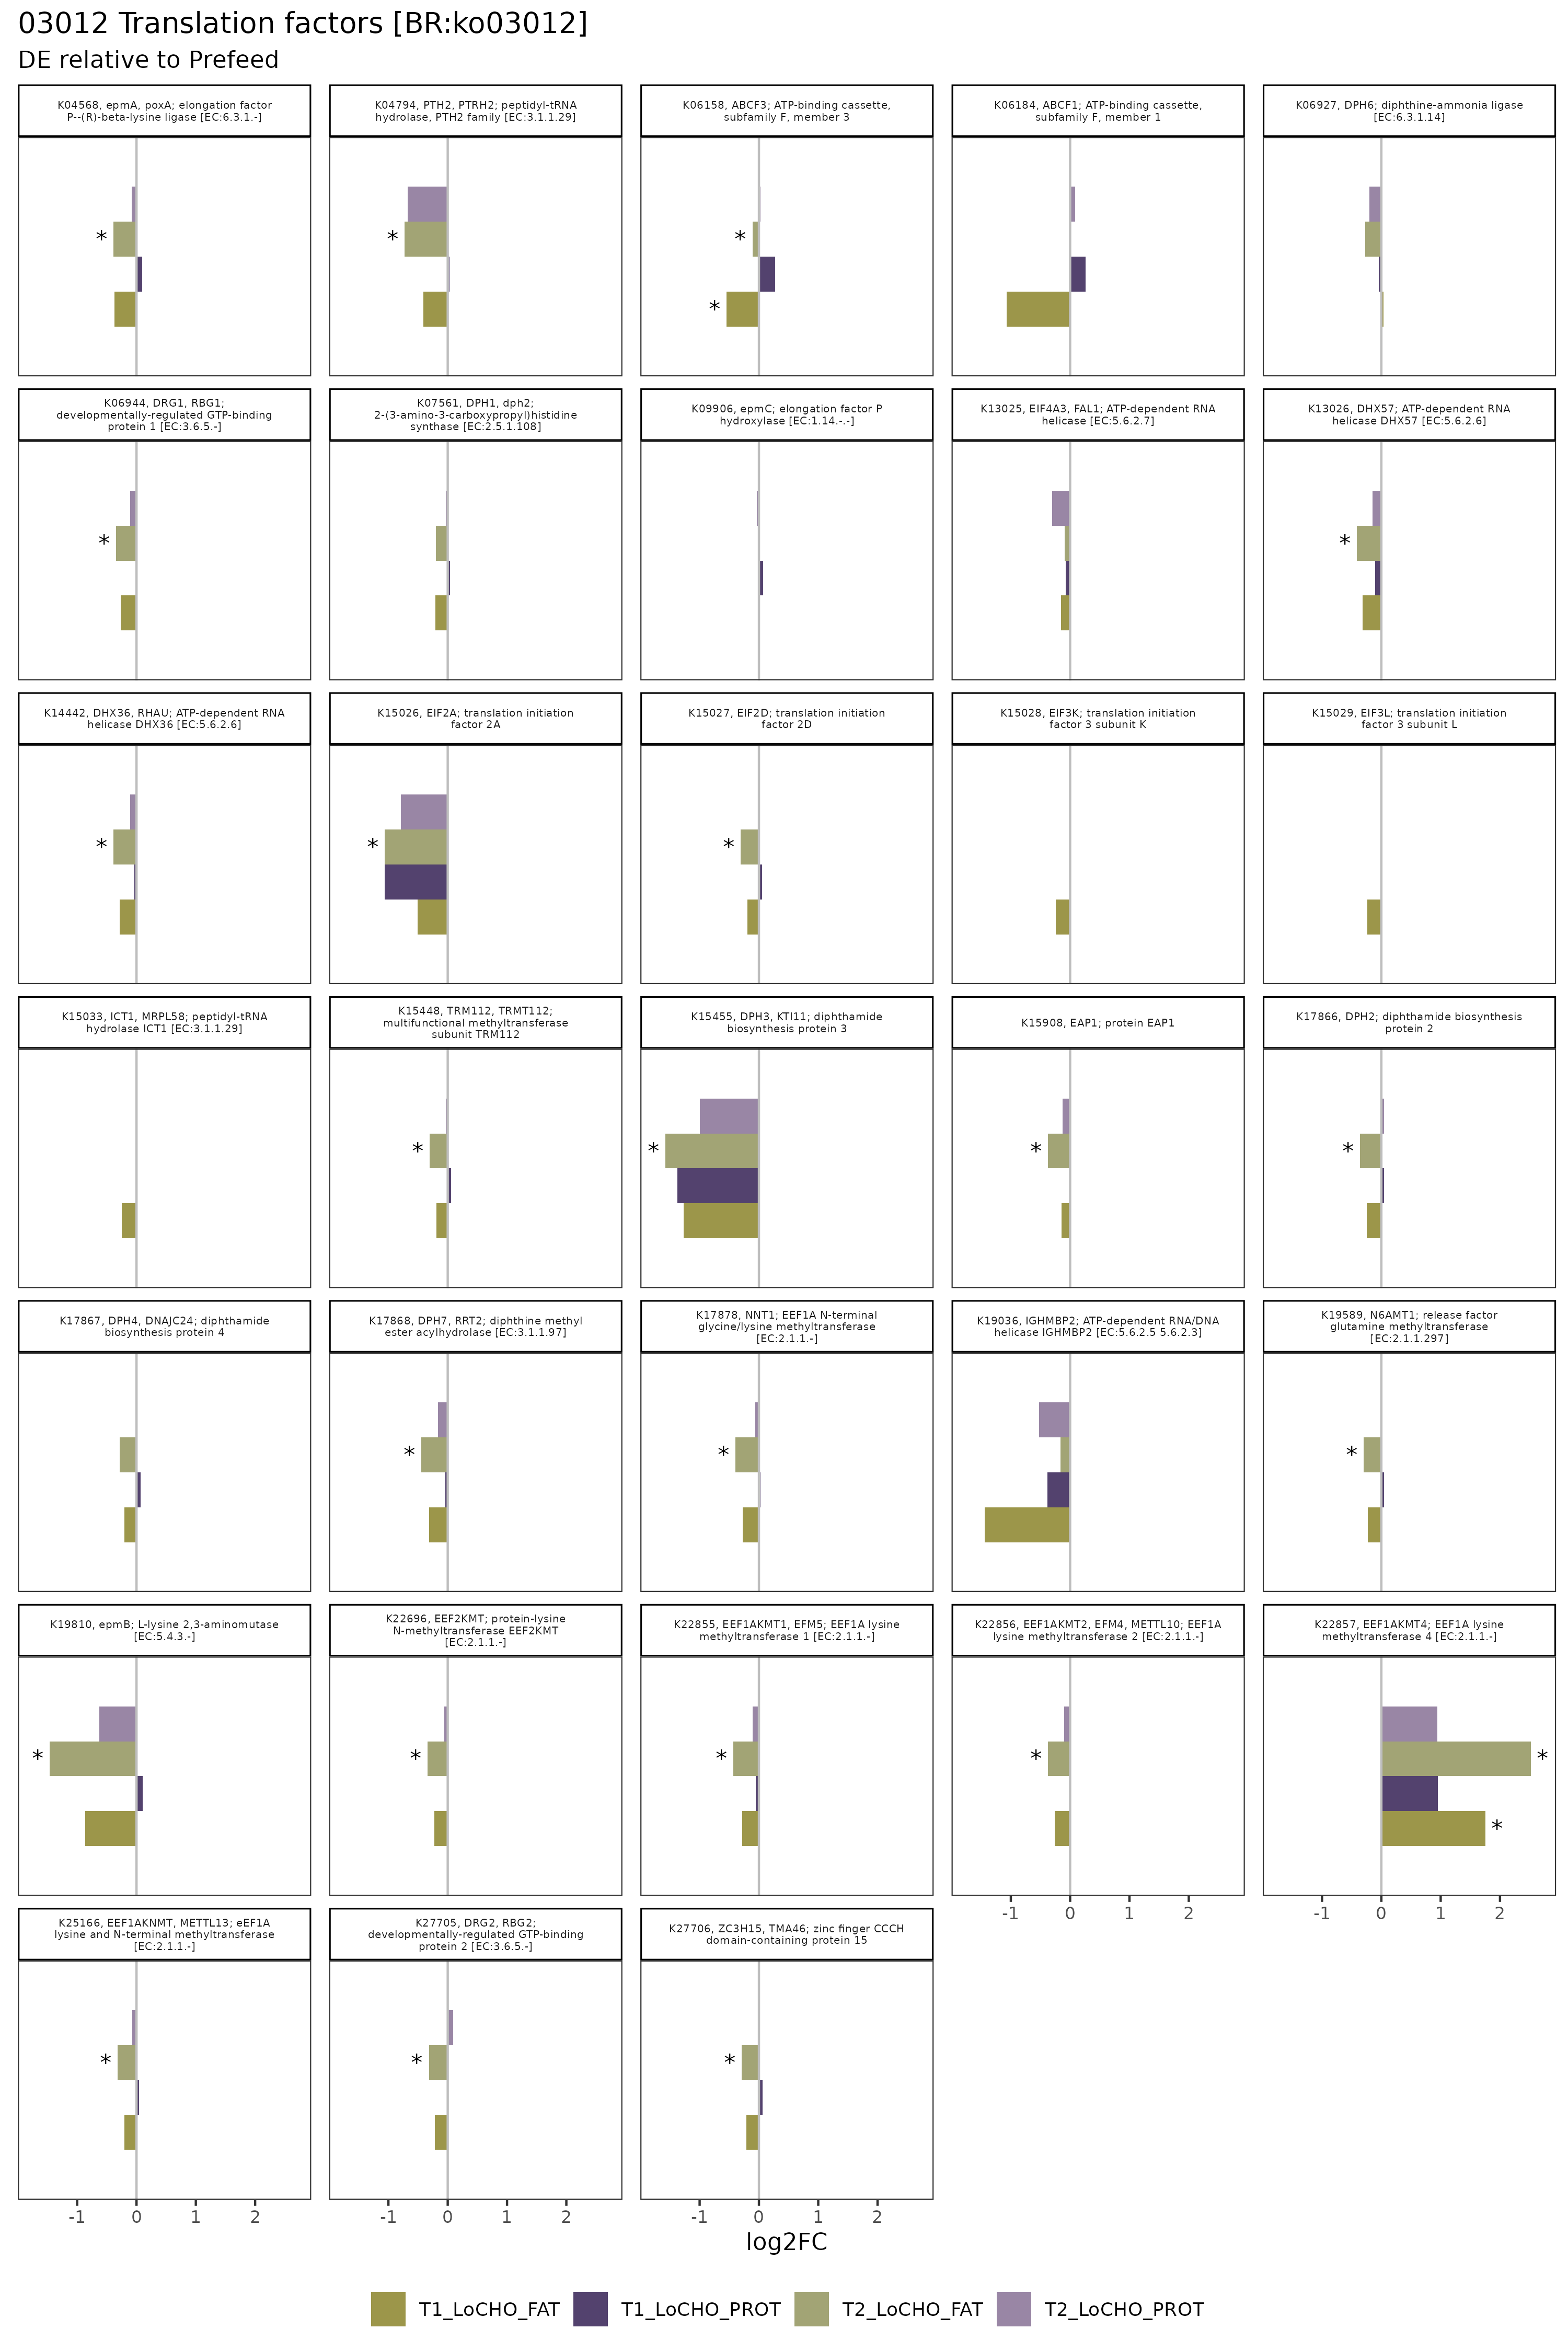 03012 Translation factors [BR:ko03012]
DE relative to Prefeed
K04568, epmA, poxA; elongation factor
P--(R)-beta-lysine ligase [EC:6.3.1.-]
K04794, PTH2, PTRH2; peptidyl-tRNA
hydrolase, PTH2 family [EC:3.1.1.29]
K06158, ABCF3; ATP-binding cassette,
subfamily F, member 3
K06184, ABCF1; ATP-binding cassette,
subfamily F, member 1
K06927, DPH6; diphthine-ammonia ligase
[EC:6.3.1.14]
*
*
*
*
K06944, DRG1, RBG1;
developmentally-regulated GTP-binding
protein 1 [EC:3.6.5.-]
K07561, DPH1, dph2;
2-(3-amino-3-carboxypropyl)histidine
synthase [EC:2.5.1.108]
K09906, epmC; elongation factor P
hydroxylase [EC:1.14.-.-]
K13025, EIF4A3, FAL1; ATP-dependent RNA
helicase [EC:5.6.2.7]
K13026, DHX57; ATP-dependent RNA
helicase DHX57 [EC:5.6.2.6]
*
*
K14442, DHX36, RHAU; ATP-dependent RNA
helicase DHX36 [EC:5.6.2.6]
K15026, EIF2A; translation initiation
factor 2A
K15027, EIF2D; translation initiation
factor 2D
K15028, EIF3K; translation initiation
factor 3 subunit K
K15029, EIF3L; translation initiation
factor 3 subunit L
*
*
*
K15033, ICT1, MRPL58; peptidyl-tRNA
hydrolase ICT1 [EC:3.1.1.29]
K15448, TRM112, TRMT112;
multifunctional methyltransferase
subunit TRM112
K15455, DPH3, KTI11; diphthamide
biosynthesis protein 3
K15908, EAP1; protein EAP1
K17866, DPH2; diphthamide biosynthesis
protein 2
*
*
*
*
K17867, DPH4, DNAJC24; diphthamide
biosynthesis protein 4
K17868, DPH7, RRT2; diphthine methyl
ester acylhydrolase [EC:3.1.1.97]
K17878, NNT1; EEF1A N-terminal
glycine/lysine methyltransferase
[EC:2.1.1.-]
K19036, IGHMBP2; ATP-dependent RNA/DNA
helicase IGHMBP2 [EC:5.6.2.5 5.6.2.3]
K19589, N6AMT1; release factor
glutamine methyltransferase
[EC:2.1.1.297]
*
*
*
K19810, epmB; L-lysine 2,3-aminomutase
[EC:5.4.3.-]
K22696, EEF2KMT; protein-lysine
N-methyltransferase EEF2KMT
[EC:2.1.1.-]
K22855, EEF1AKMT1, EFM5; EEF1A lysine
methyltransferase 1 [EC:2.1.1.-]
K22856, EEF1AKMT2, EFM4, METTL10; EEF1A
lysine methyltransferase 2 [EC:2.1.1.-]
K22857, EEF1AKMT4; EEF1A lysine
methyltransferase 4 [EC:2.1.1.-]
*
*
*
*
*
*
-1 0 1 2
-1 0 1 2
K25166, EEF1AKNMT, METTL13; eEF1A
lysine and N-terminal methyltransferase
[EC:2.1.1.-]
K27705, DRG2, RBG2;
developmentally-regulated GTP-binding
protein 2 [EC:3.6.5.-]
K27706, ZC3H15, TMA46; zinc finger CCCH
domain-containing protein 15
*
*
*
-1 0 1 2
-1 0 1 2
-1 0 1 2
log2FC
T1_LoCHO_FAT T1_LoCHO_PROT T2_LoCHO_FAT T2_LoCHO_PROT